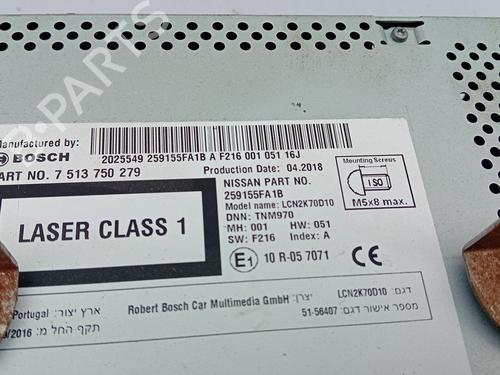 Manufactured by:
BOSCH
2025549 259155FA1B A F216 001 051 16J
PART NO. 7 513 750 279
Production Date: 04.2018
NISSAN PART NO.
259155FA1B
Model name: LCN2K70D10
DNN: TNM970
MH: 001 HW: 051
SW: F216 Index: A
E1 10 R-05 7071 CE
Mounting Screws
ISO
M5x8 max.
LASER CLASS 1
Portugal ארץ יצור:
/2016 תקף החל מ:
Robert Bosch Car Multimedia GmbH יצרן:
דגם: LCN2K70D10
מספר אישור דגם: 51-56407